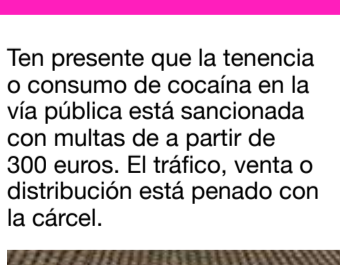 Ten presente que la tenencia
o consumo de cocaína en la
vía pública está sancionada
con multas de a partir de
300 euros. El tráfico, venta o
distribución está penado con
la cárcel.